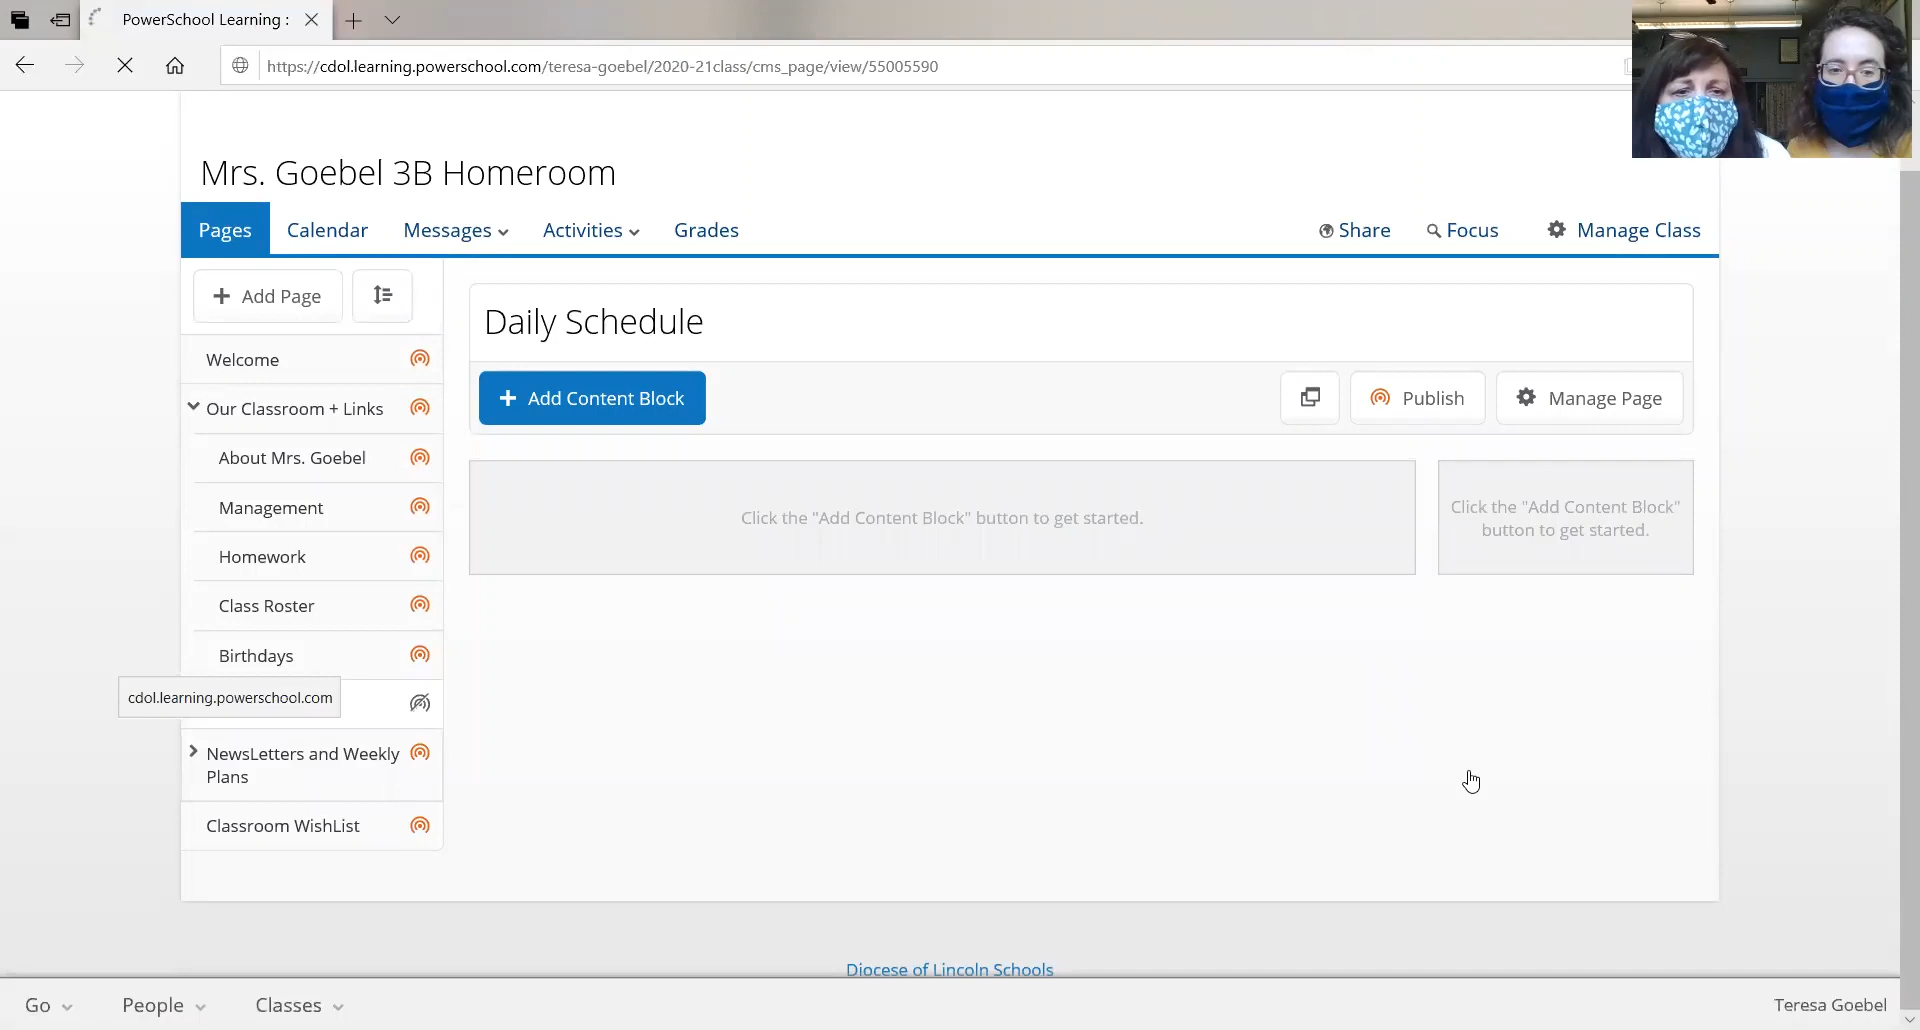 PowerSchool Learning :
https://cdol.learning.powerschool.com/teresa-goebel/2020-21class/cms_page/view/55005590
Mrs. Goebel 3B Homeroom
Pages
Calendar
Messages
Activities
Grades
Share
Focus
Manage Class
Add Page
Welcome
Our Classroom + Links
About Mrs. Goebel
Management
Homework
Class Roster
Birthdays
cdol.learning.powerschool.com
NewsLetters and Weekly
Plans
Classroom WishList
Daily Schedule
Add Content Block
Publish
Manage Page
Click the "Add Content Block" button to get started.
Click the "Add Content Block"
button to get started.
Diocese of Lincoln Schools
Go
People
Classes
Teresa Goebel